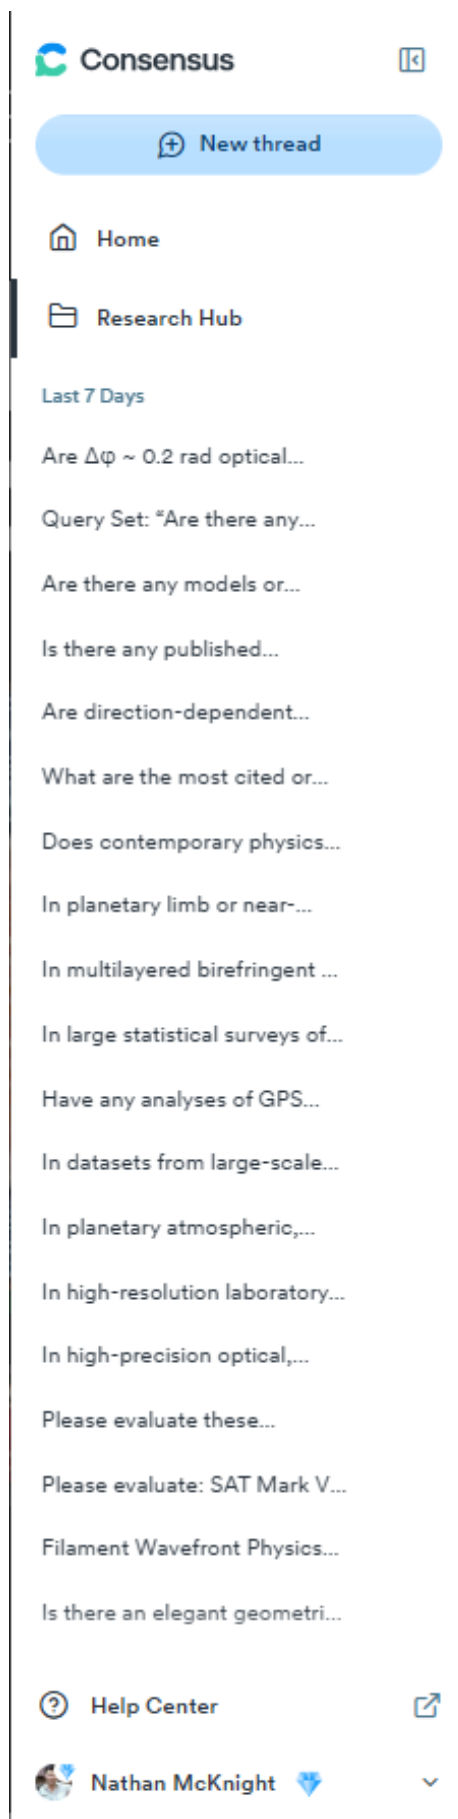 Consensus
New thread
Home
Research Hub
Last 7 Days
Are Δφ ~ 0.2 rad optical...
Query Set: “Are there any...
Are there any models or...
Is there any published...
Are direction-dependent...
What are the most cited or...
Does contemporary physics...
In planetary limb or near-...
In multilayered birefringent ...
In large statistical surveys of...
Have any analyses of GPS...
In datasets from large-scale...
In planetary atmospheric,...
In high-resolution laboratory...
In high-precision optical,...
Please evaluate these...
Please evaluate: SAT Mark V...
Filament Wavefront Physics...
Is there an elegant geometri...
Help Center
Nathan McKnight